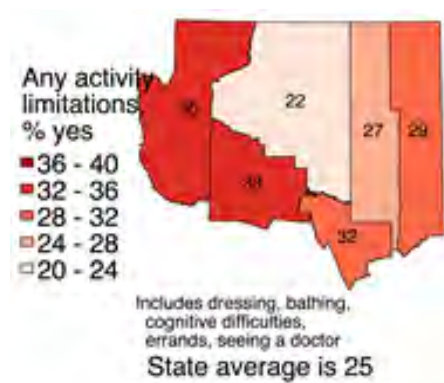 Any activity
limitations
% yes
36 - 40
32 - 36
28 - 32
24 - 28
20 - 24
22
27
29
32
Includes dressing, bathing,
cognitive difficulties,
errands, seeing a doctor
State average is 25